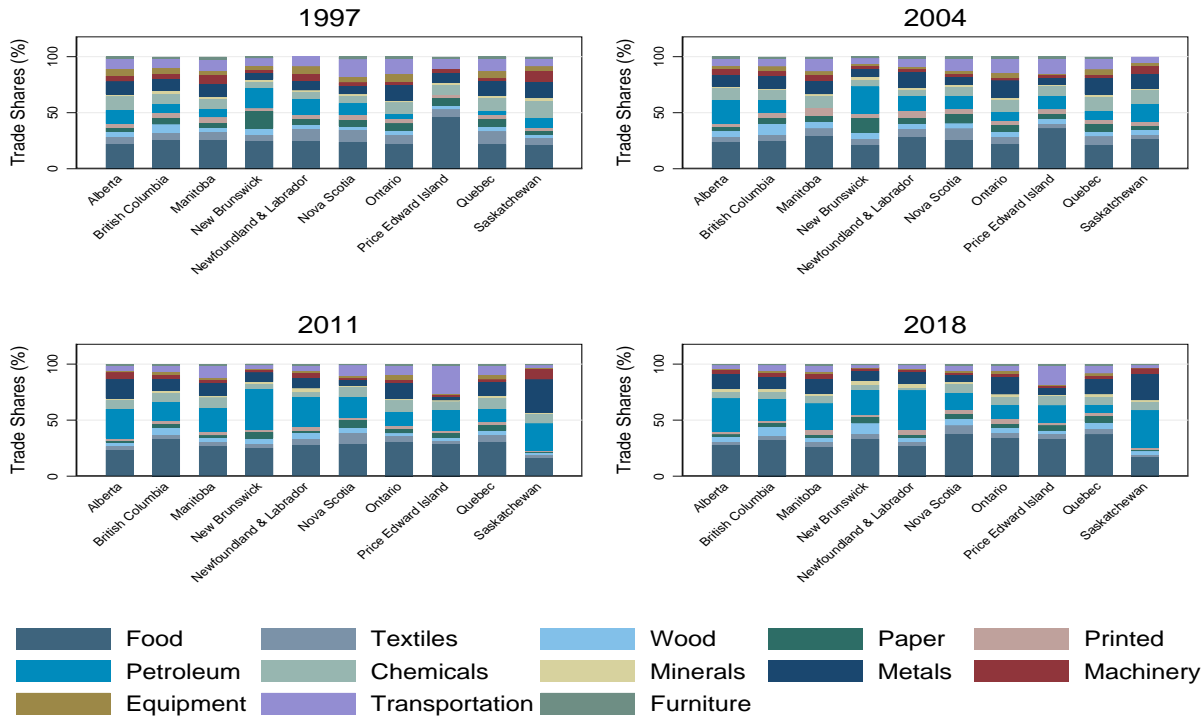 1997
2004
Trade Shares (%)
0 50 100
Alberta
British Columbia
Manitoba
New Brunswick
Newfoundland & Labrador
Nova Scotia
Ontario
Price Edward Island
Quebec
Saskatchewan
Trade Shares (%)
0 50 100
Alberta
British Columbia
Manitoba
New Brunswick
Newfoundland & Labrador
Nova Scotia
Ontario
Price Edward Island
Quebec
Saskatchewan
2011
2018
Trade Shares (%)
0 50 100
Alberta
British Columbia
Manitoba
New Brunswick
Newfoundland & Labrador
Nova Scotia
Ontario
Price Edward Island
Quebec
Saskatchewan
Trade Shares (%)
0 50 100
Alberta
British Columbia
Manitoba
New Brunswick
Newfoundland & Labrador
Nova Scotia
Ontario
Price Edward Island
Quebec
Saskatchewan
Food Textiles Wood Paper Printed
Petroleum Chemicals Minerals Metals Machinery
Equipment Transportation Furniture